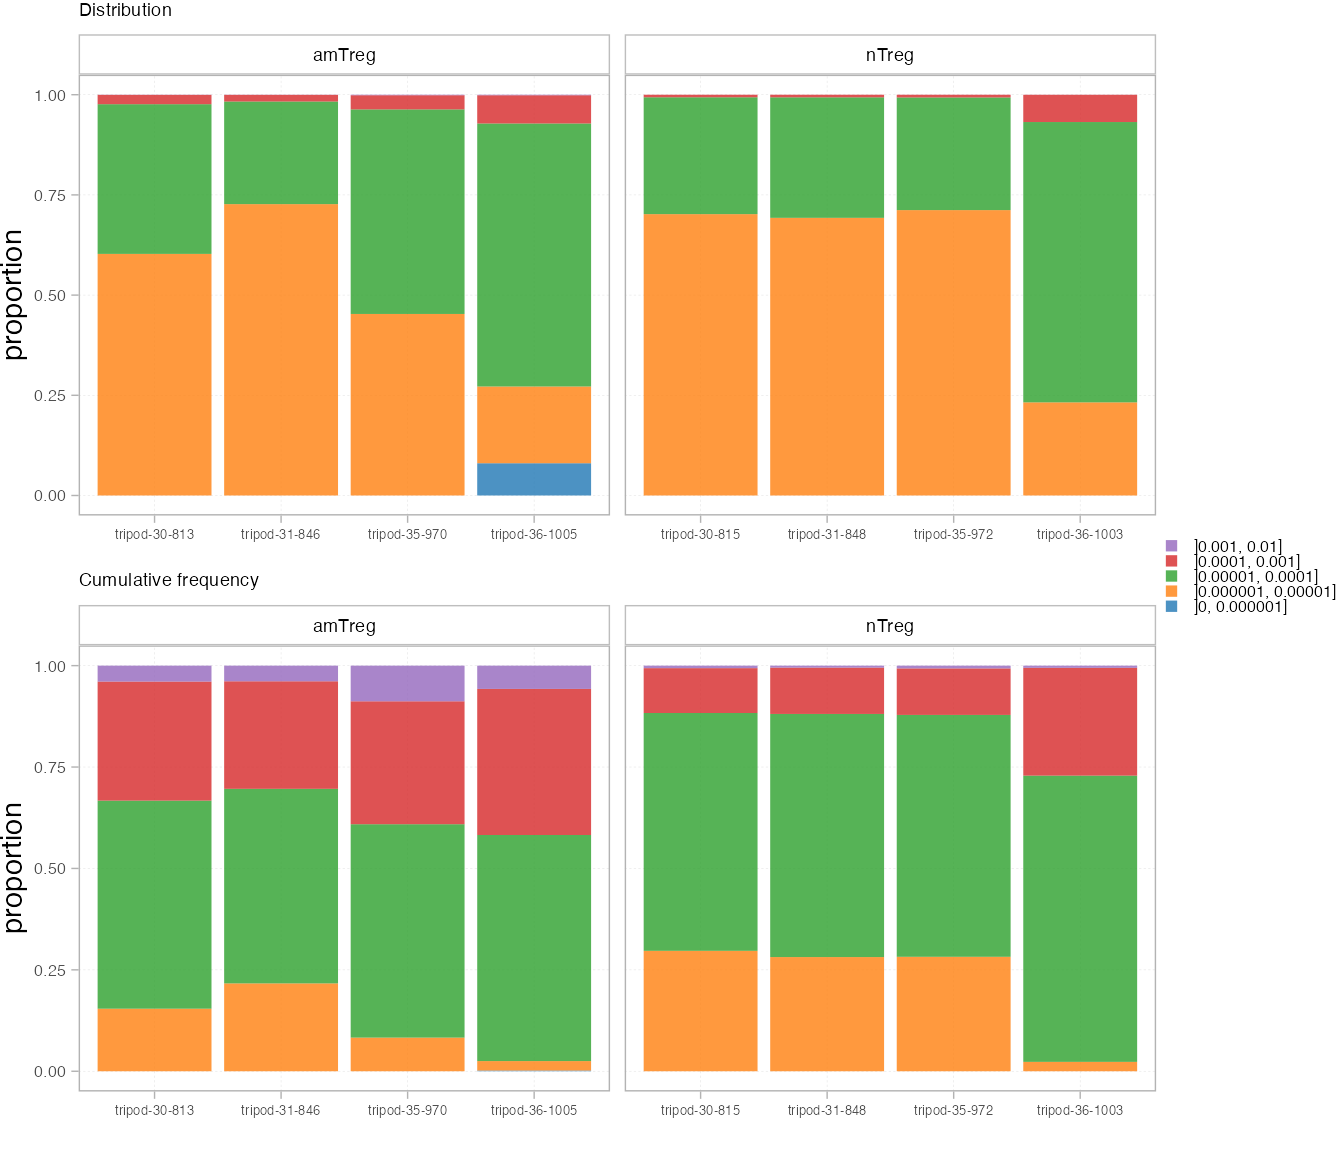 Distribution
amTreg
nTreg
proportion
1.00
0.75
0.50
0.25
0.00
tripod-30-813
tripod-31-846
tripod-35-970
tripod-36-1005
tripod-30-815
tripod-31-848
tripod-35-972
tripod-36-1003
]0.001, 0.01]
]0.0001, 0.001]
]0.00001, 0.0001]
]0.000001, 0.00001]
]0, 0.000001]
Cumulative frequency
amTreg
nTreg
proportion
1.00
0.75
0.50
0.25
0.00
tripod-30-813
tripod-31-846
tripod-35-970
tripod-36-1005
tripod-30-815
tripod-31-848
tripod-35-972
tripod-36-1003